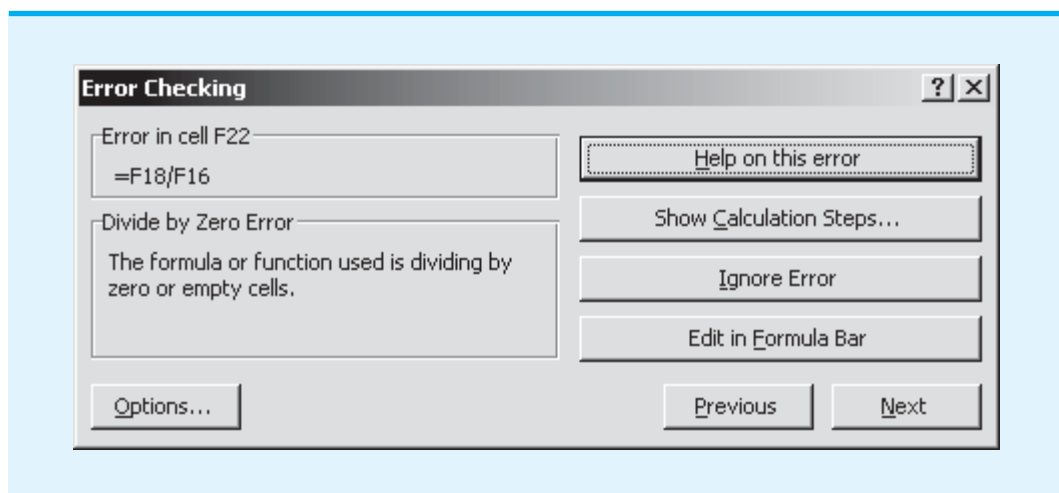 Error Checking
Error in cell F22
=F18/F16
Divide by Zero Error
The formula or function used is dividing by
zero or empty cells.
Help on this error
Show Calculation Steps...
Ignore Error
Edit in Formula Bar
Options...
Previous
Next